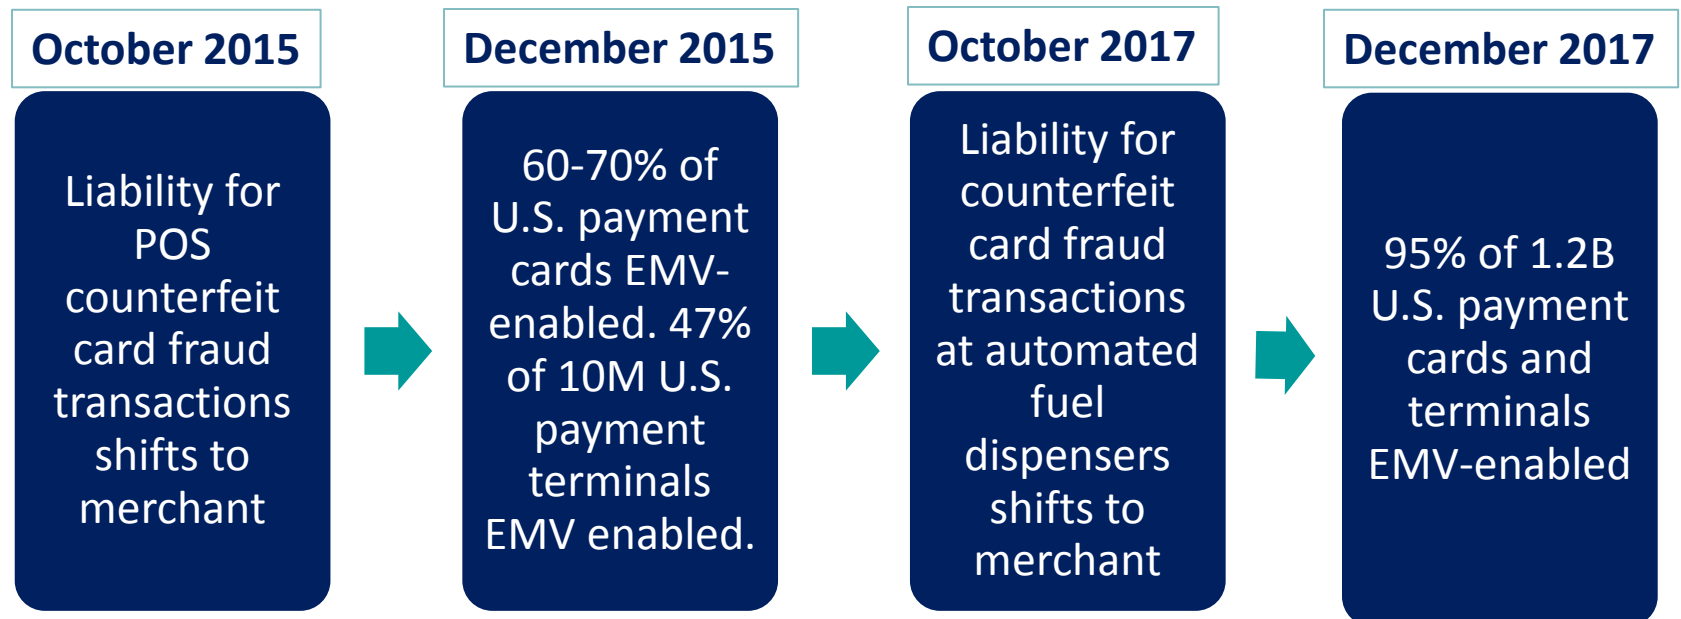 October 2015
Liability for
POS
counterfeit
card fraud
transactions
shifts to
merchant
December 2015
60-70% of
U.S. payment
cards EMV-
enabled. 47%
of 10M U.S.
payment
terminals
EMV enabled.
October 2017
Liability for
counterfeit
card fraud
transactions
at automated
fuel
dispensers
shifts to
merchant
December 2017
95% of 1.2B
U.S. payment
cards and
terminals
EMV-enabled